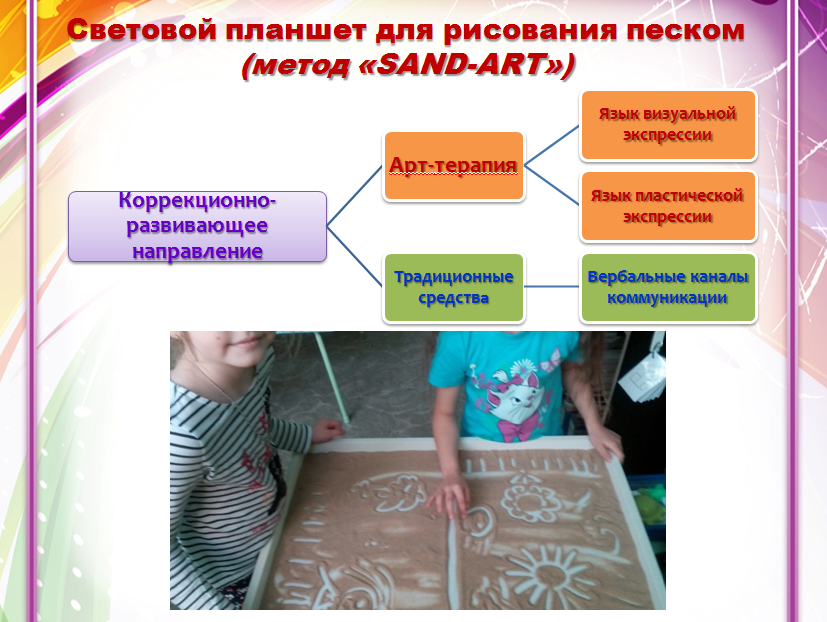 Световой планшет для рисования песком
(метод «SAND-ART»)
Коррекционно-
развивающее
направление
Арт-терапия
Язык визуальной
экспрессии
Язык пластической
экспрессии
Традиционные
средства
Вербальные каналы
коммуникации